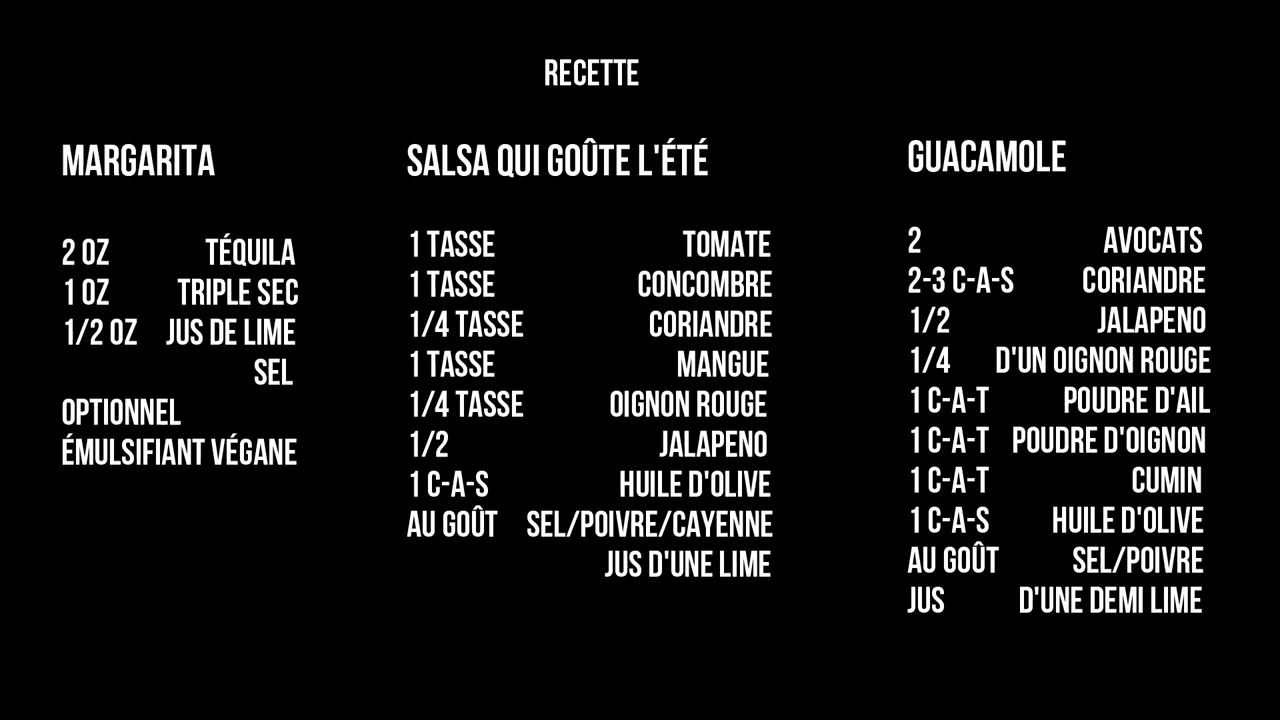 RECETTE
MARGARITA
2 OZ TÉQUILA
1 OZ TRIPLE SEC
1/2 OZ JUS DE LIME
SEL
OPTIONNEL
ÉMULSIFIANT VÉGANE
SALSA QUI GOÛTE L'ÉTÉ
1 TASSE TOMATE
1 TASSE CONCOMBRE
1/4 TASSE CORIANDRE
1 TASSE MANGUE
1/4 TASSE OIGNON ROUGE
1/2 JALAPENO
1 C-A-S HUILE D'OLIVE
AU GOÛT SEL/POIVRE/CAYENNE
JUS D'UNE LIME
GUACAMOLE
2 AVOCATS
2-3 C-A-S CORIANDRE
1/2 JALAPENO
1/4 D'UN OIGNON ROUGE
1 C-A-T POUDRE D'AIL
1 C-A-T POUDRE D'OIGNON
1 C-A-T CUMIN
1 C-A-S HUILE D'OLIVE
AU GOÛT SEL/POIVRE
JUS D'UNE DEMI LIME